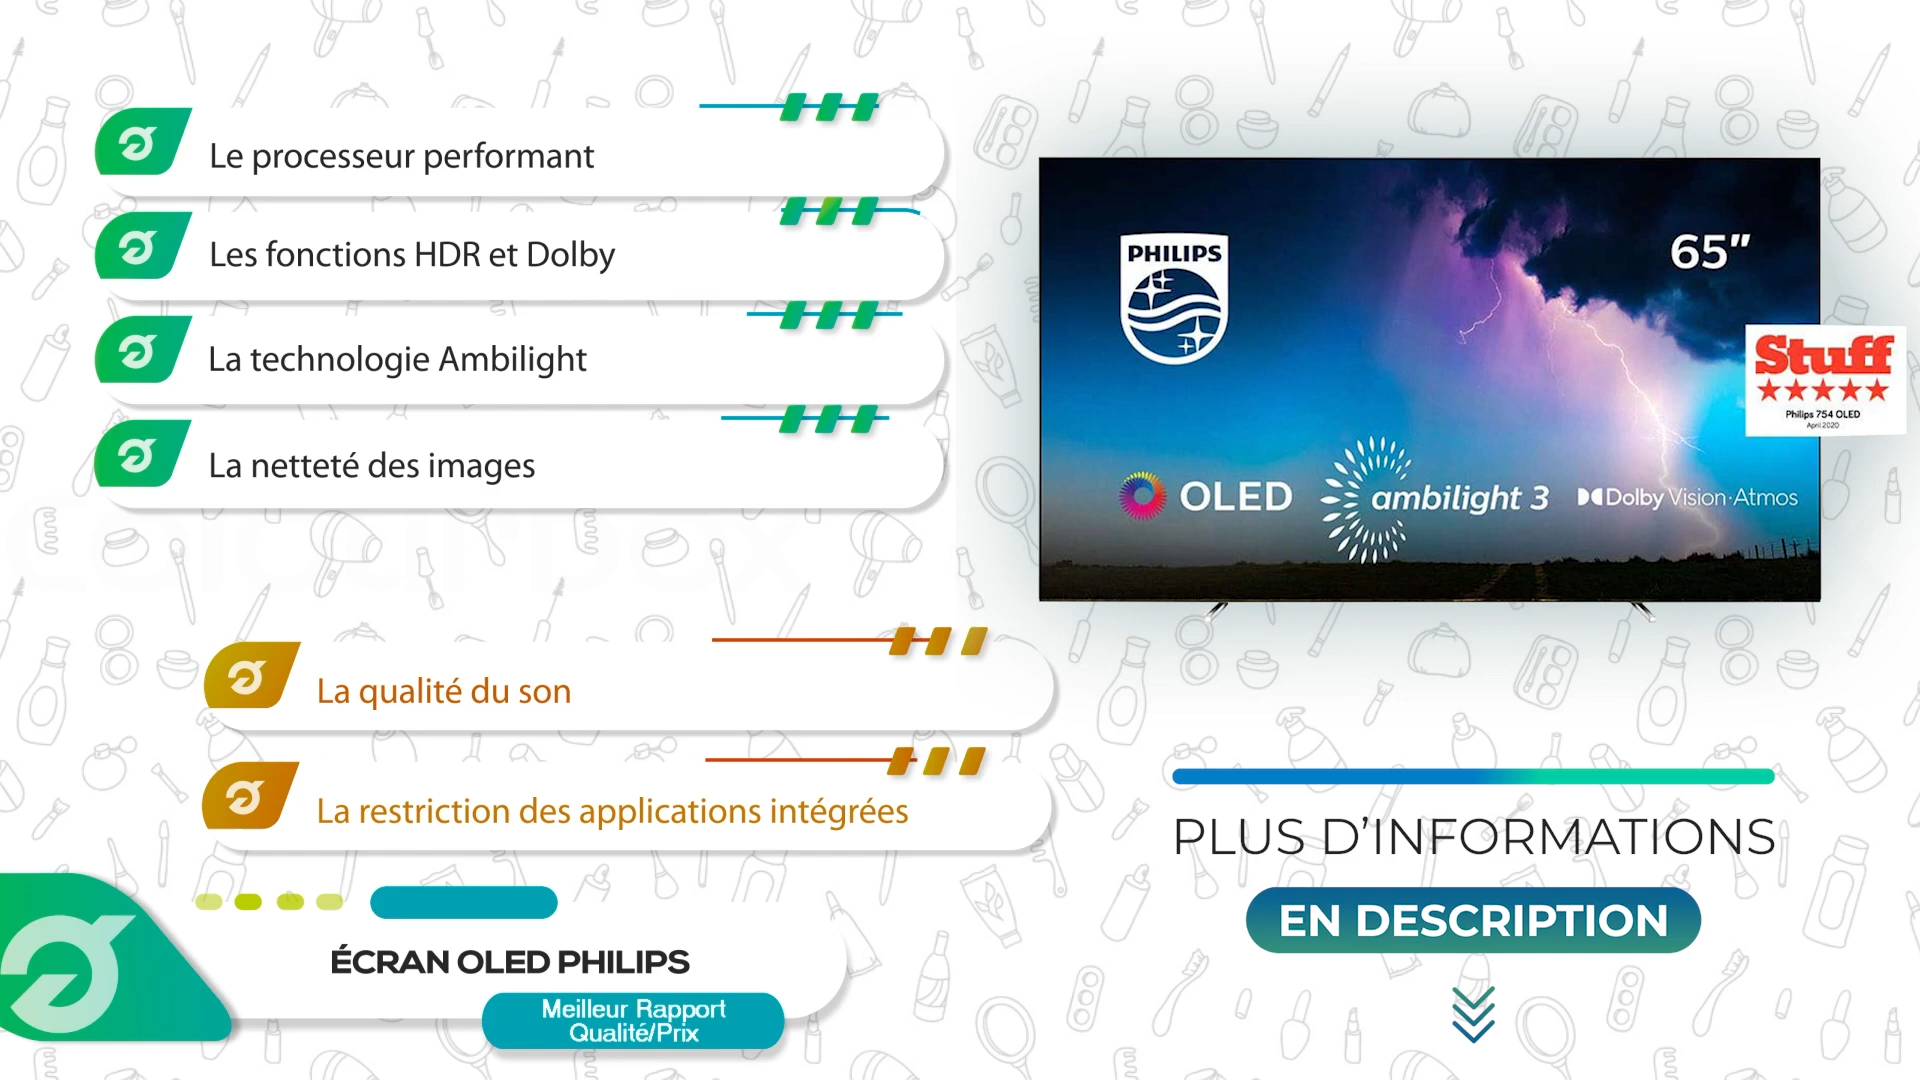 Le processeur performant
Les fonctions HDR et Dolby
La technologie Ambilight
La netteté des images
La qualité du son
La restriction des applications intégrées
ÉCRAN OLED PHILIPS
Meilleur Rapport
Qualité/Prix
PHILIPS
65"
Stuff
Philips 754 OLED
April 2020
OLED
ambilight 3
Dolby Vision·Atmos
PLUS D'INFORMATIONS
EN DESCRIPTION